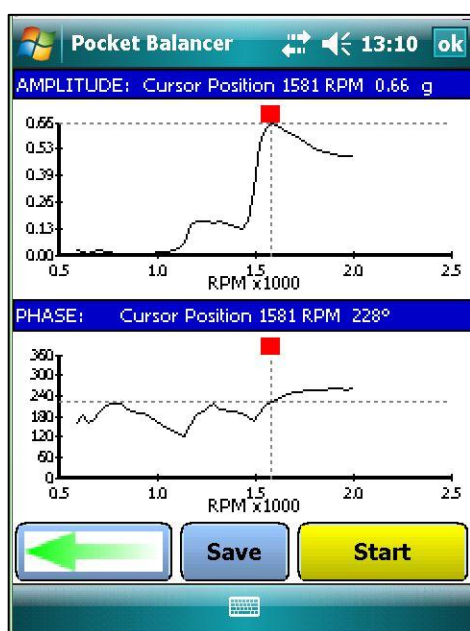 Pocket Balancer 13:10 ok
AMPLITUDE: Cursor Position 1581 RPM 0.66 g
0.66
0.53
0.39
0.26
0.13
0.00
0.5 1.0 1.5 2.0 2.5
RPM x1000
PHASE: Cursor Position 1581 RPM 228º
360
300
240
180
120
60
0
0.5 1.0 1.5 2.0 2.5
RPM x1000
Save Start